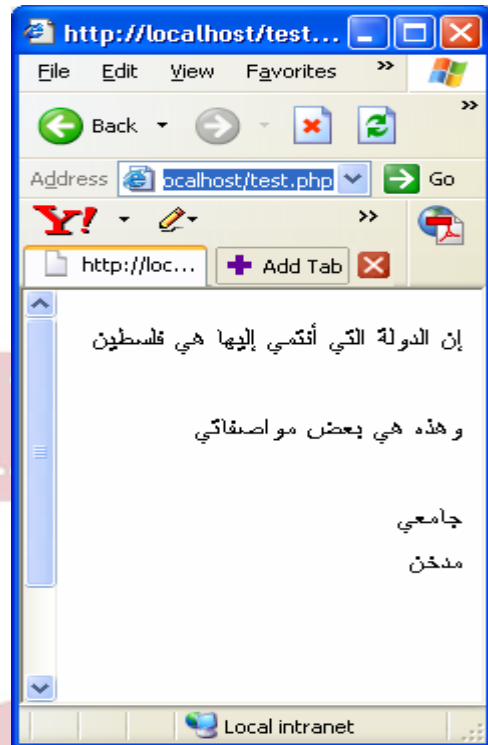 http://localhost/test...
File Edit View Favorites »
Back »
Address ocalhost/test.php Go
Y! »
http://loc... Add Tab
إن الدولة التي أنتمي إليها هي فلسطين
وهذه هي بعض مواصفاتي
جامعي
مدخن
Local intranet